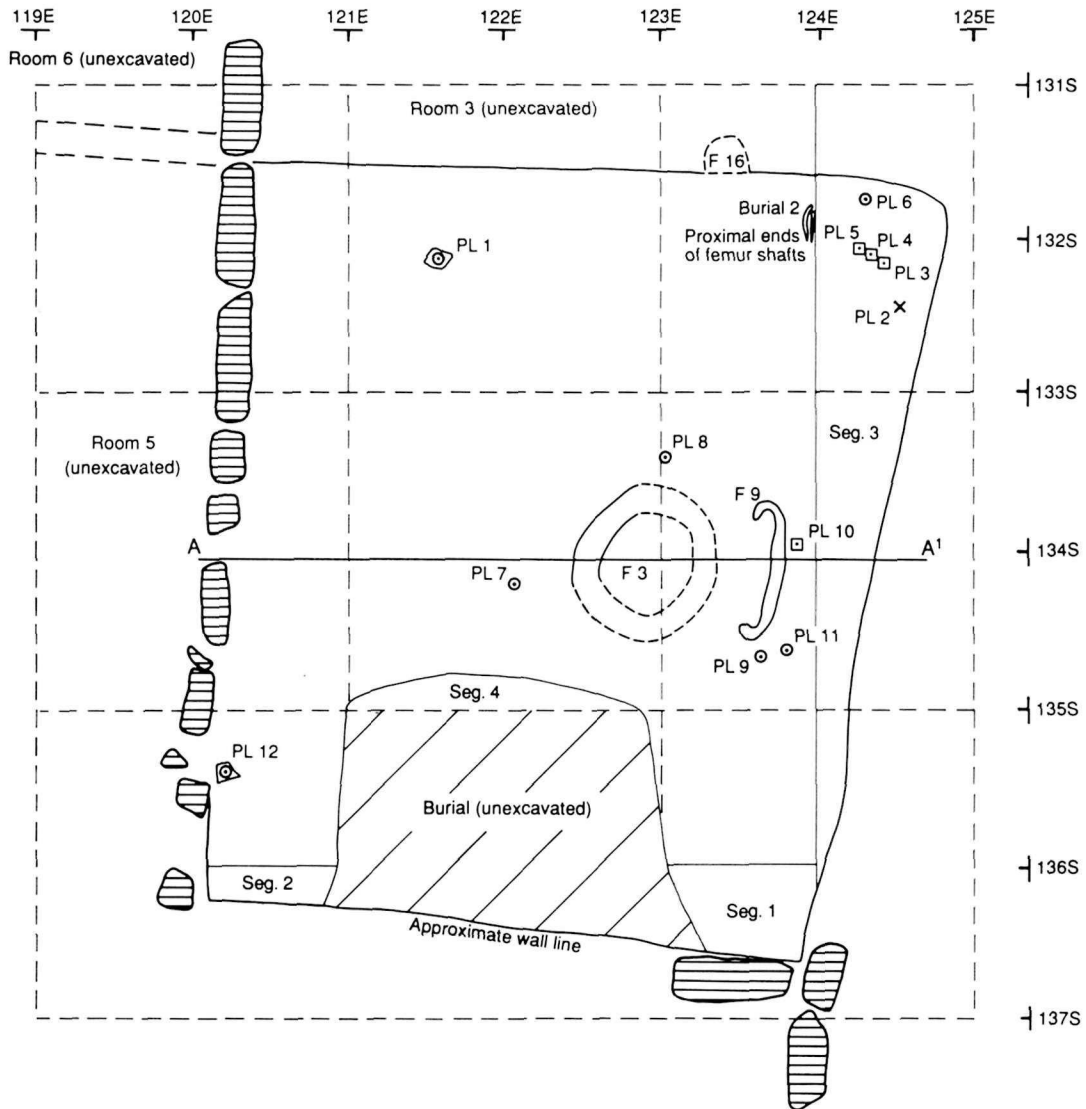 119E 120E 121E 122E 123E 124E 125E
Room 6 (unexcavated)
131S
Room 3 (unexcavated)
F 16
Burial 2
Proximal ends
of femur shafts
PL 6
PL 5
PL 4
PL 3
132S
PL 1
PL 2
133S
Room 5
(unexcavated)
Seg. 3
PL 8
F 9
PL 10
A
A1
134S
F 3
PL 7
PL 11
PL 9
Seg. 4
135S
PL 12
Burial (unexcavated)
136S
Seg. 2
Seg. 1
Approximate wall line
137S